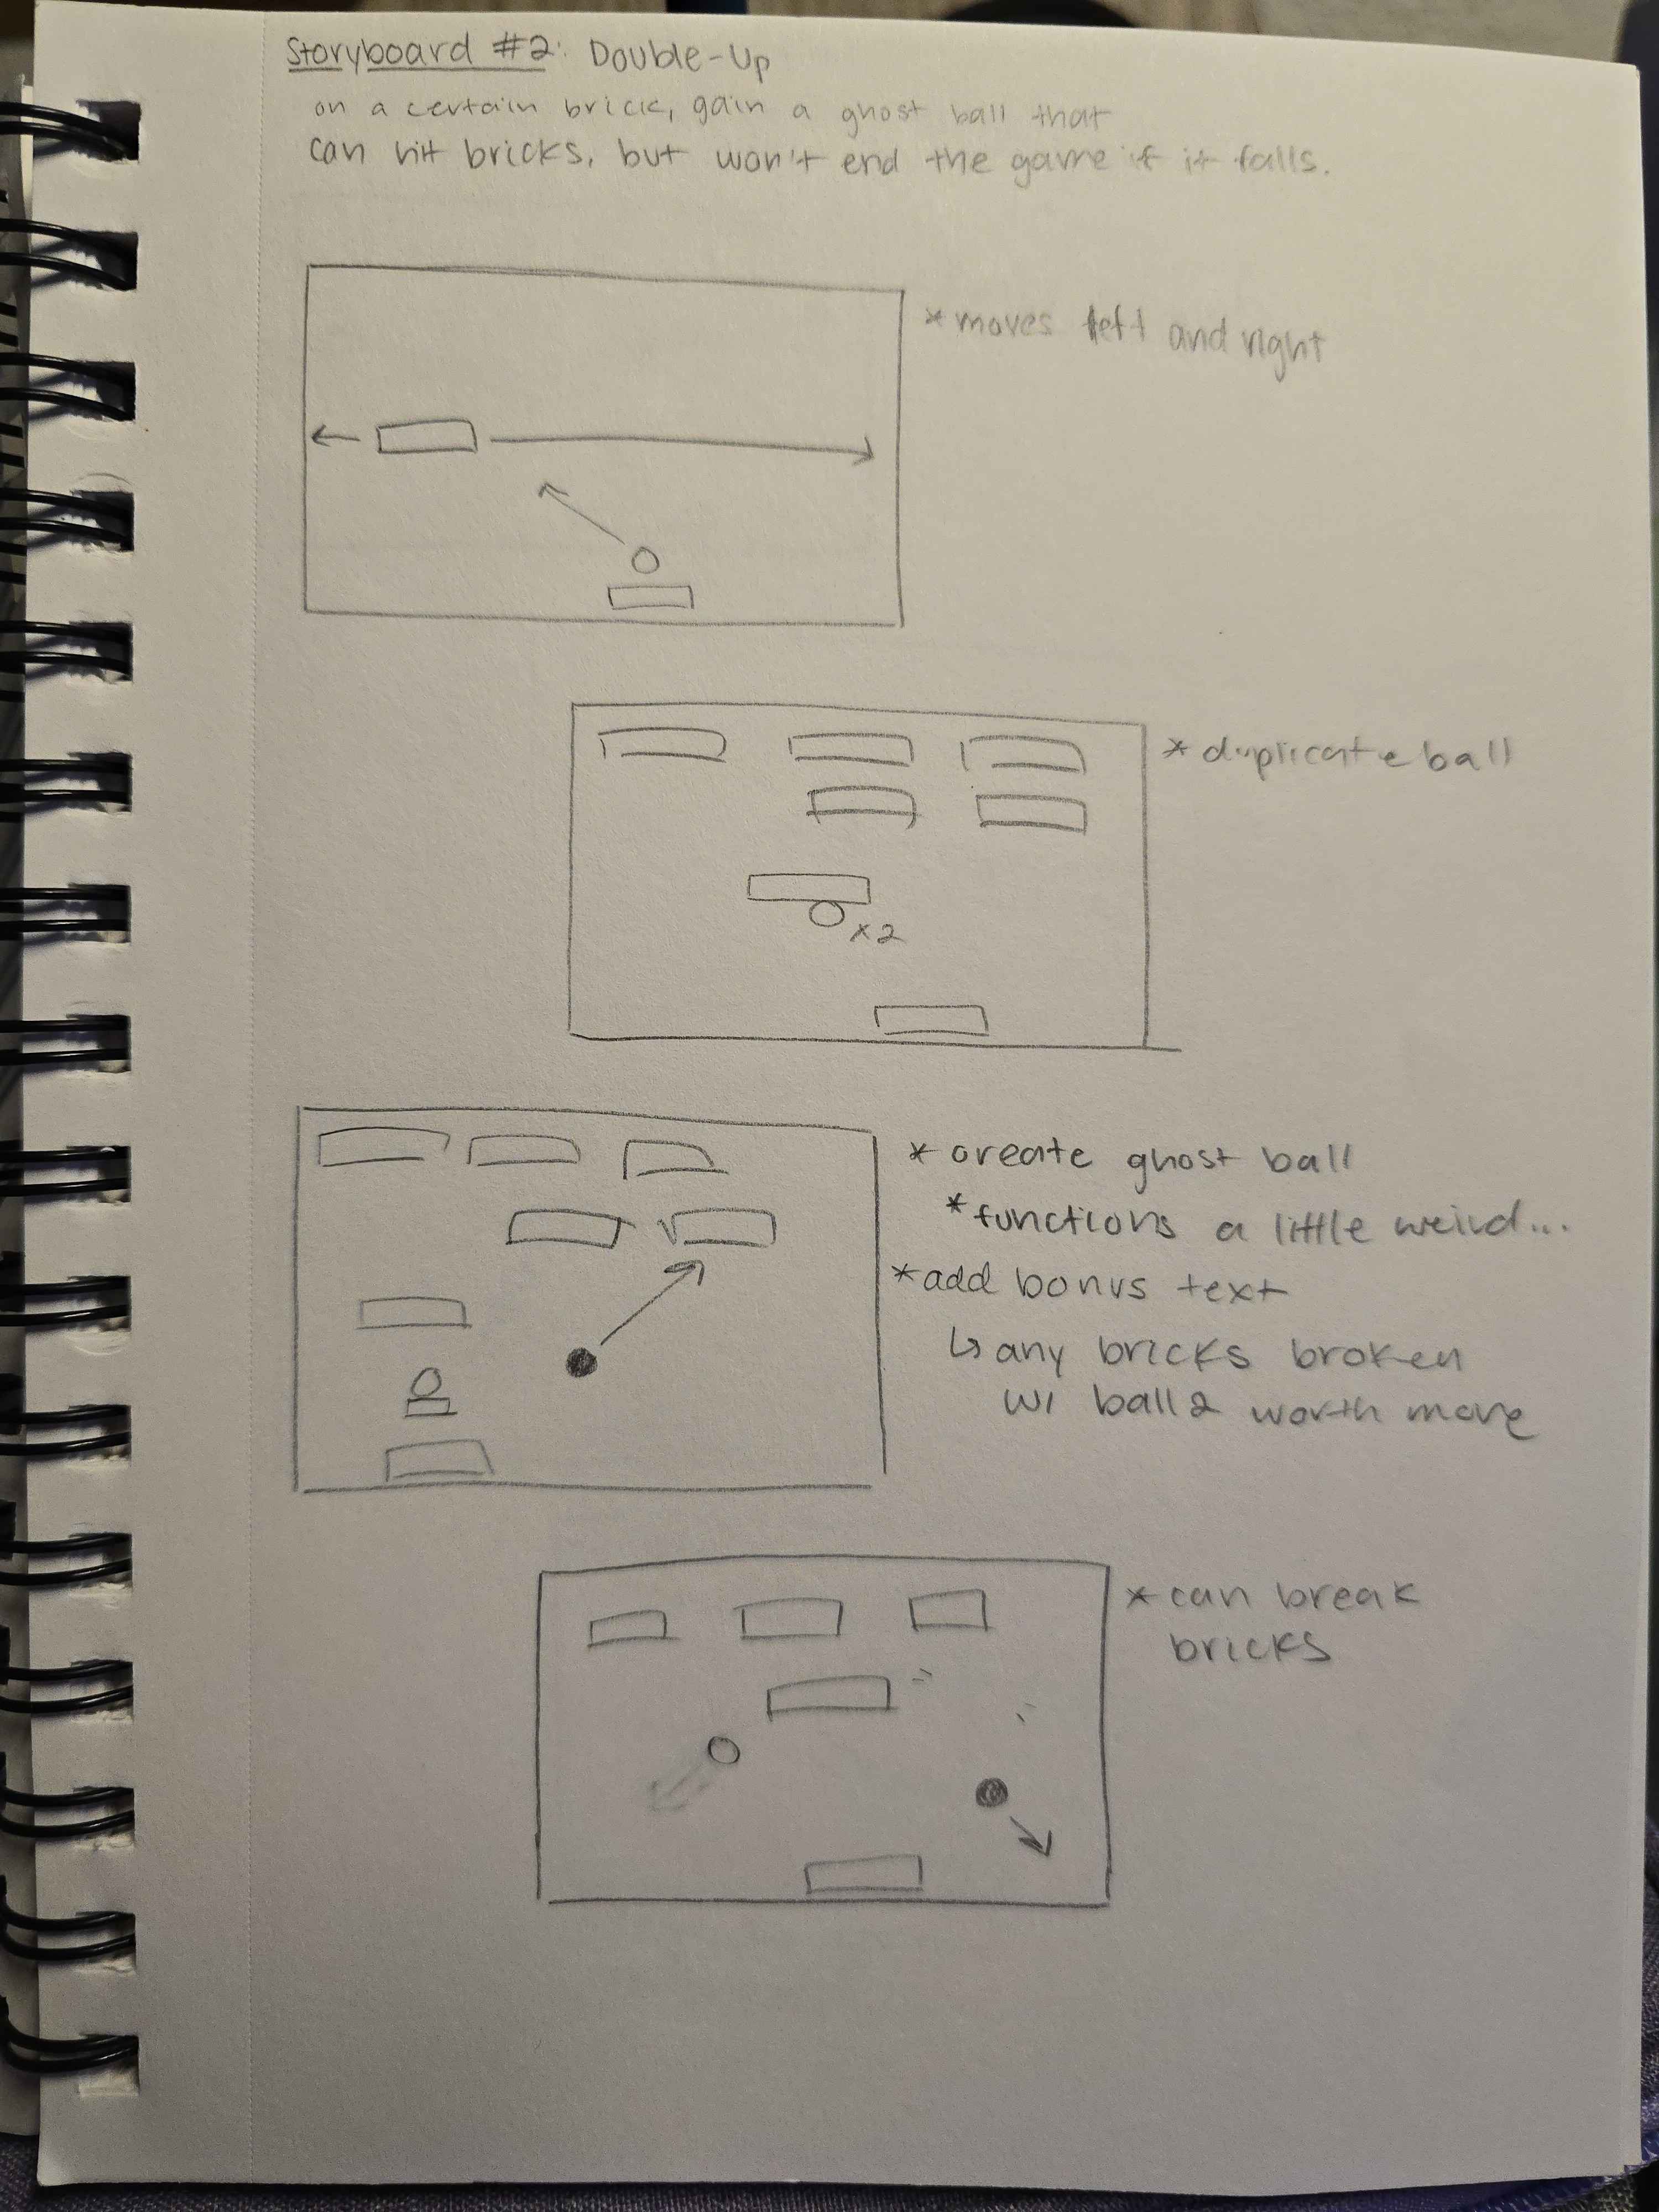 Storyboard #2: Double-Up
on a certain brick, gain a ghost ball that
can hit bricks, but won't end the game if it falls.
* moves left and right
* duplicate ball
x2
* create ghost ball
* functions a little weird...
* add bonus text
↳ any bricks broken
w/ ball 2 worth more
* can break
bricks